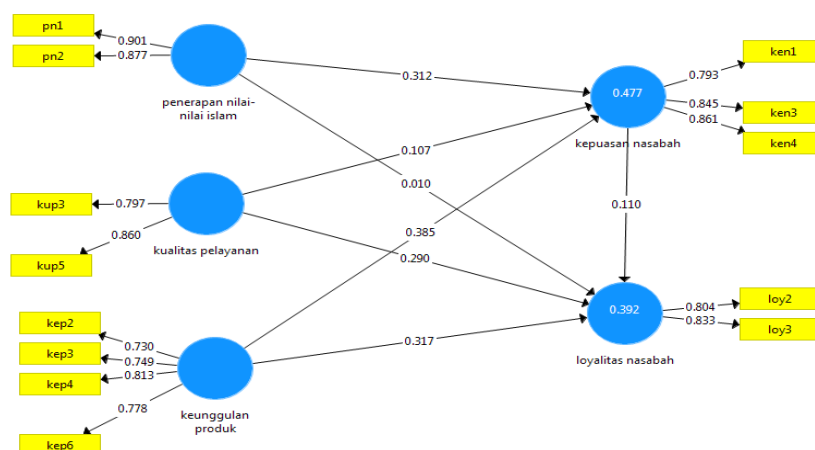 pn1
0.901
pn2
0.877
penerapan nilai-
nilai islam
0.312
0.477
kepuasan nasabah
0.793
ken1
0.845
ken3
0.861
ken4
0.107
0.010
0.110
kup3
0.797
0.860
kup5
kualitas pelayanan
0.385
0.290
kep2
0.730
kep3
0.749
kep4
0.813
0.778
kep6
keunggulan
produk
0.317
0.392
loyalitas nasabah
0.804
loy2
0.833
loy3